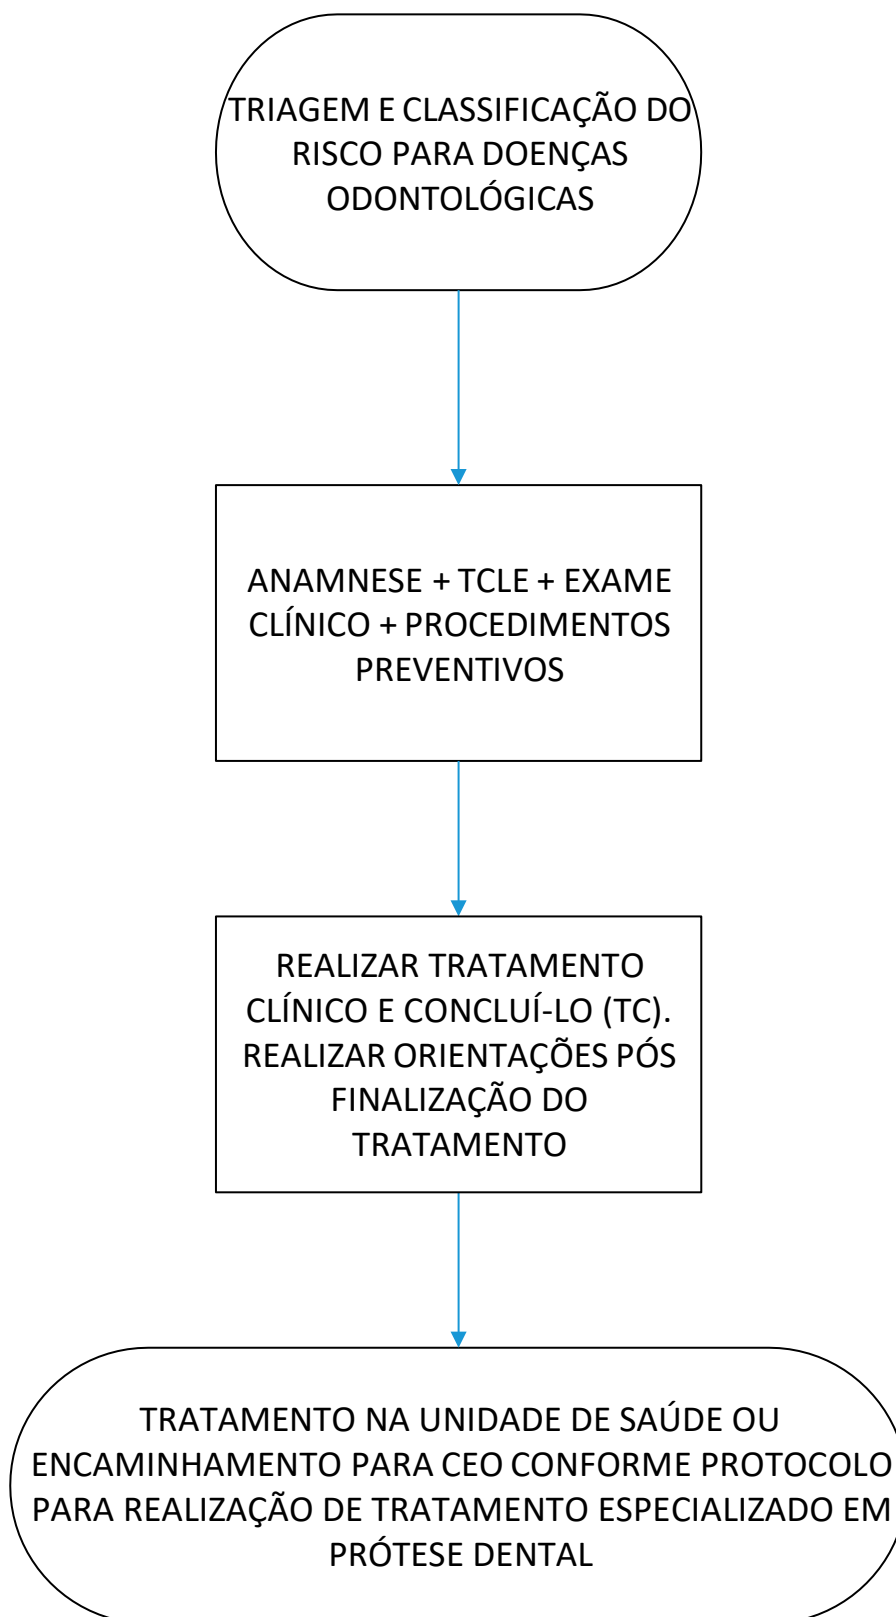 TRIAGEM E CLASSIFICAÇÃO DO
RISCO PARA DOENÇAS
ODONTOLÓGICAS
ANAMNESE + TCLE + EXAME
CLÍNICO + PROCEDIMENTOS
PREVENTIVOS
REALIZAR TRATAMENTO
CLÍNICO E CONCLUÍ-LO (TC).
REALIZAR ORIENTAÇÕES PÓS
FINALIZAÇÃO DO
TRATAMENTO
TRATAMENTO NA UNIDADE DE SAÚDE OU
ENCAMINHAMENTO PARA CEO CONFORME PROTOCOLO
PARA REALIZAÇÃO DE TRATAMENTO ESPECIALIZADO EM
PRÓTESE DENTAL